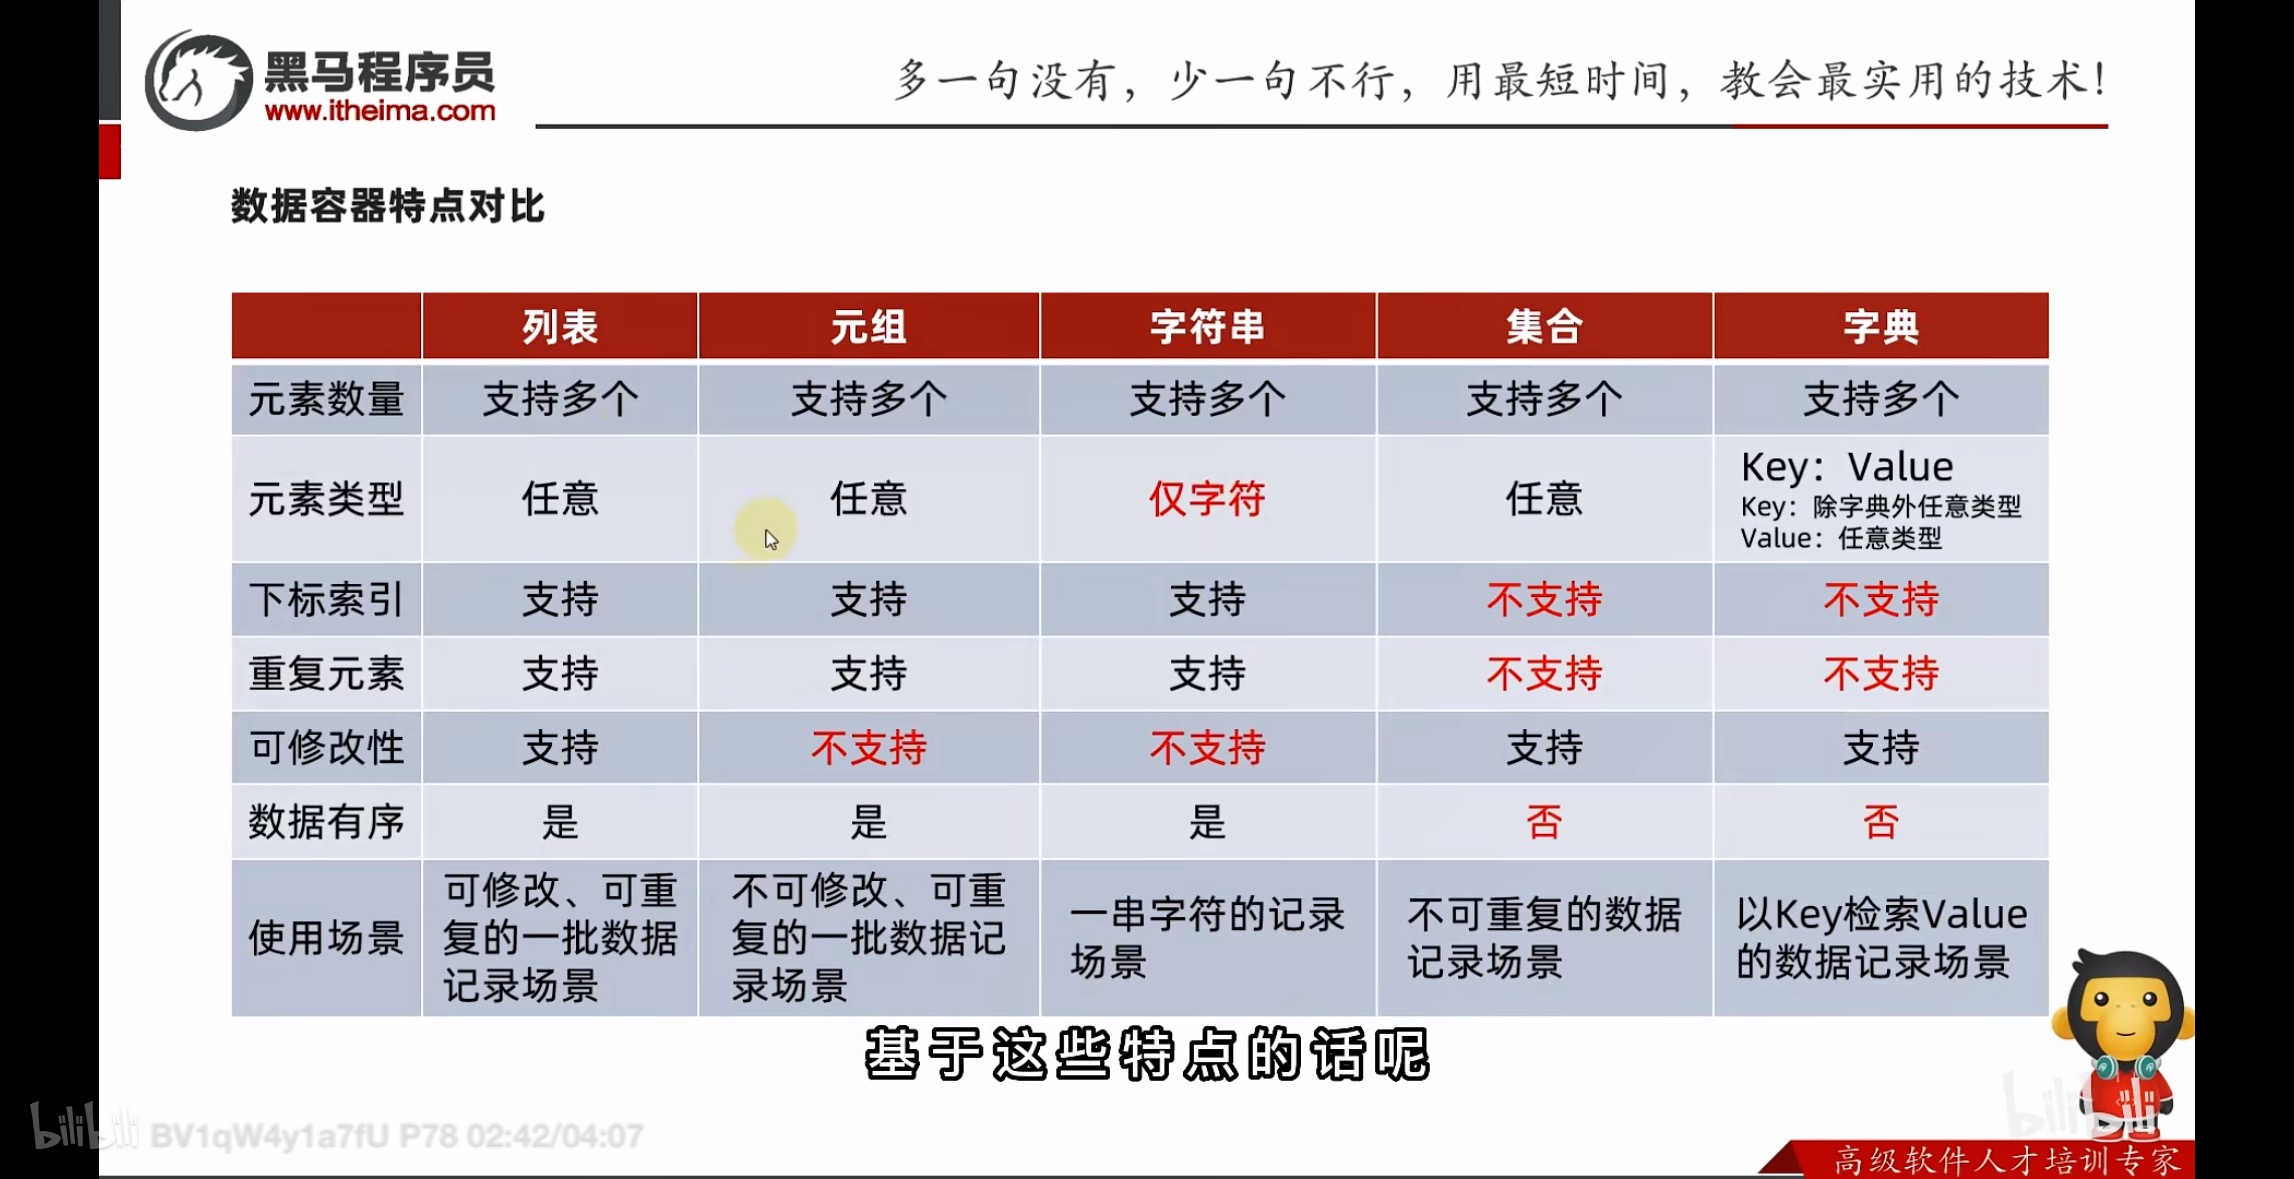 黑马程序员
www.itheima.com
多一句没有，少一句不行，用最短时间，教会最实用的技术！
数据容器特点对比
列表 元组 字符串 集合 字典
元素数量 支持多个 支持多个 支持多个 支持多个 支持多个
元素类型 任意 任意 仅字符 任意 Key：Value
Key：除字典外任意类型
Value：任意类型
下标索引 支持 支持 支持 不支持 不支持
重复元素 支持 支持 支持 不支持 不支持
可修改性 支持 不支持 不支持 支持 支持
数据有序 是 是 是 否 否
使用场景
可修改、可重
复的一批数据
记录场景
不可修改、可重
复的一批数据记
录场景
一串字符的记录
场景
不可重复的数据
记录场景
以Key检索Value
的数据记录场景
基于这些特点的话呢
bilibili BV1qW4y1a7fU P78 02:42/04:07
bilibili
高级软件人才培训专家